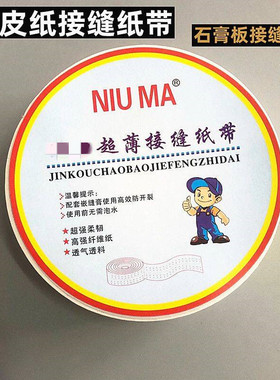 皮纸接缝纸带
石膏板接缝
NIU MA®
超薄接缝纸带
JINKOUCHAOBAOJIEFENGZHIDAI
温馨提示:
配套嵌缝膏使用高效防开裂
使用前无需泡水
★超强柔韧
★高强纤维纸
★透气透料